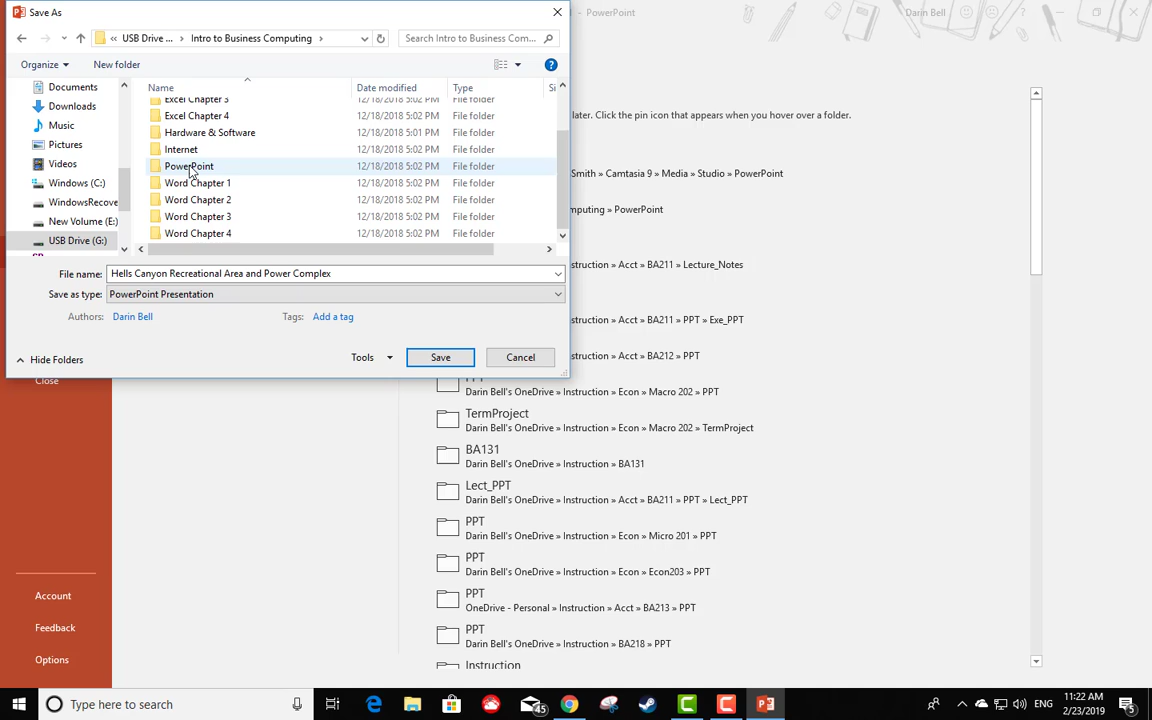 Save As
- PowerPoint
Darin Bell
?
« USB Drive ... > Intro to Business Computing >
Search Intro to Business Com...
Organize
New folder
?
Name
Date modified
Type
Si
Documents
Downloads
Music
Pictures
Videos
Windows (C:)
WindowsRecove
New Volume (E:)
USB Drive (G:)
Excel Chapter 3 12/18/2018 5:02 PM File folder
Excel Chapter 4 12/18/2018 5:02 PM File folder
Hardware & Software 12/18/2018 5:01 PM File folder
Internet 12/18/2018 5:02 PM File folder
PowerPoint 12/18/2018 5:02 PM File folder
Word Chapter 1 12/18/2018 5:02 PM File folder
Word Chapter 2 12/18/2018 5:02 PM File folder
Word Chapter 3 12/18/2018 5:02 PM File folder
Word Chapter 4 12/18/2018 5:02 PM File folder
File name: Hells Canyon Recreational Area and Power Complex
Save as type: PowerPoint Presentation
Authors: Darin Bell
Tags: Add a tag
Hide Folders
Tools
Save
Cancel
later. Click the pin icon that appears when you hover over a folder.
Smith » Camtasia 9 » Media » Studio » PowerPoint
mputing » PowerPoint
struction » Acct » BA211 » Lecture_Notes
struction » Acct » BA211 » PPT » Exe_PPT
struction » Acct » BA212 » PPT
PPT
Darin Bell's OneDrive » Instruction » Econ » Macro 202 » PPT
TermProject
Darin Bell's OneDrive » Instruction » Econ » Macro 202 » TermProject
BA131
Darin Bell's OneDrive » Instruction » BA131
Lect_PPT
Darin Bell's OneDrive » Instruction » Acct » BA211 » PPT » Lect_PPT
PPT
Darin Bell's OneDrive » Instruction » Econ » Micro 201 » PPT
PPT
Darin Bell's OneDrive » Instruction » Econ » Econ203 » PPT
PPT
OneDrive - Personal » Instruction » Acct » BA213 » PPT
PPT
Darin Bell's OneDrive » Instruction » BA218 » PPT
Instruction
Close
Account
Feedback
Options
Type here to search
45
ENG
11:22 AM
2/23/2019
5